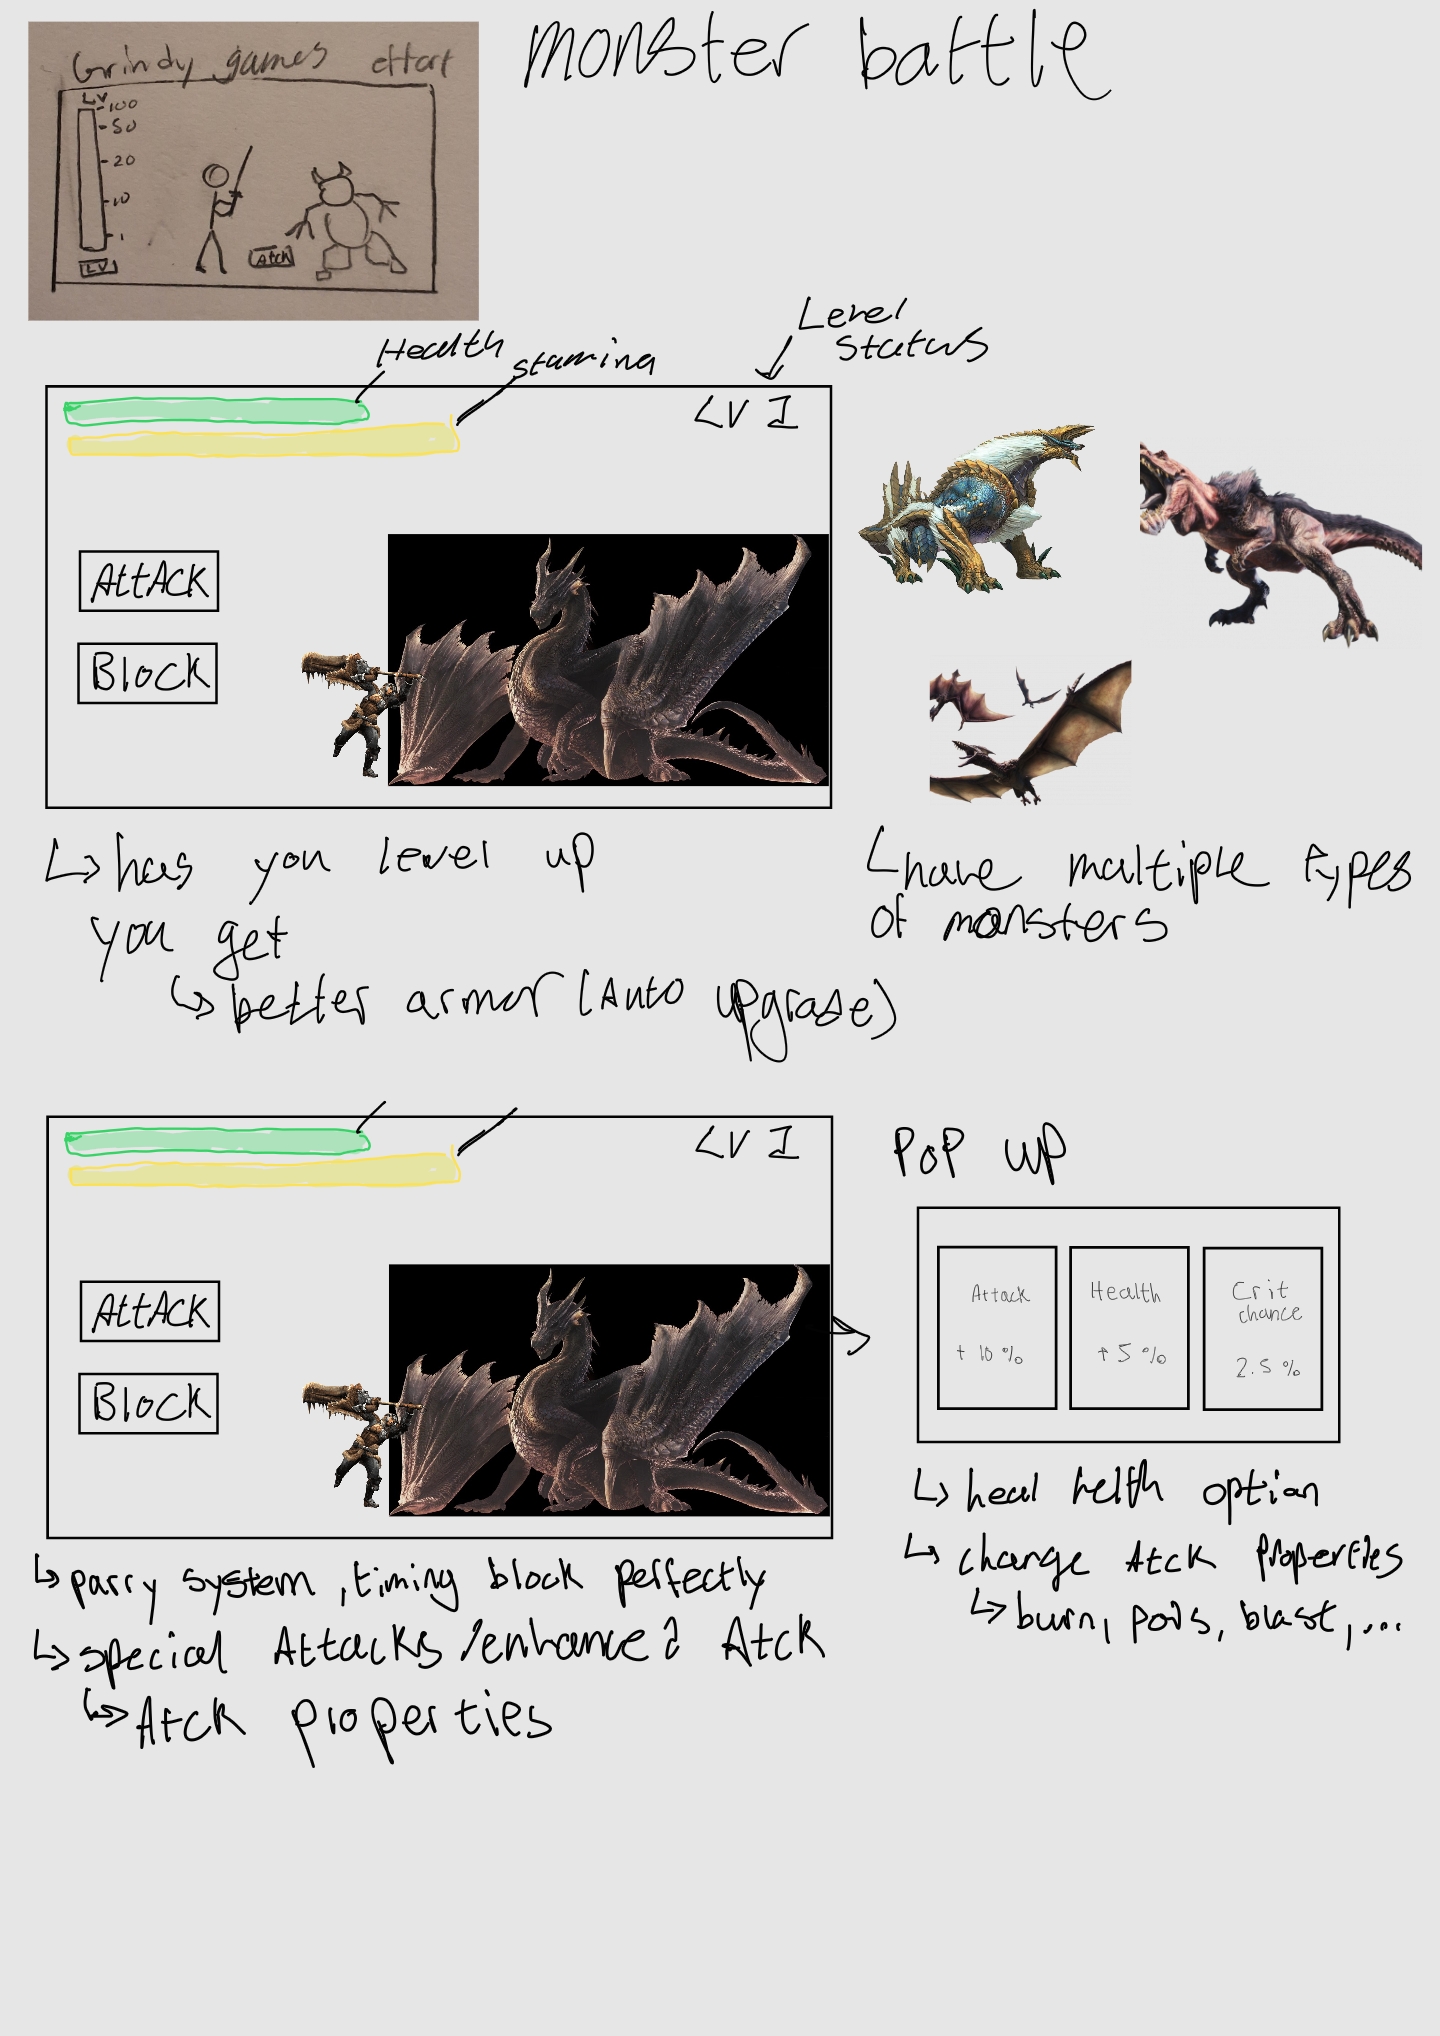 monster battle
Grindy games effort
LV
100
50
20
10
1
LV
Atck
Health
stamina
Level
status
LV I
AttACK
BlocK
↳ has you level up
you get
↳ better armor (Auto upgrade)
↳ have multiple types
of monsters
LV I
AttACK
BlocK
PoP UP
Attack
+ 10 %
Health
+ 5 %
Crit
chance
2.5 %
↳ heal helth option
↳ change Atck properties
↳ burn, pois, blast, ...
↳ parry system, timing block perfectly
↳ special Attacks /enhanced Atck
↳ Atck properties